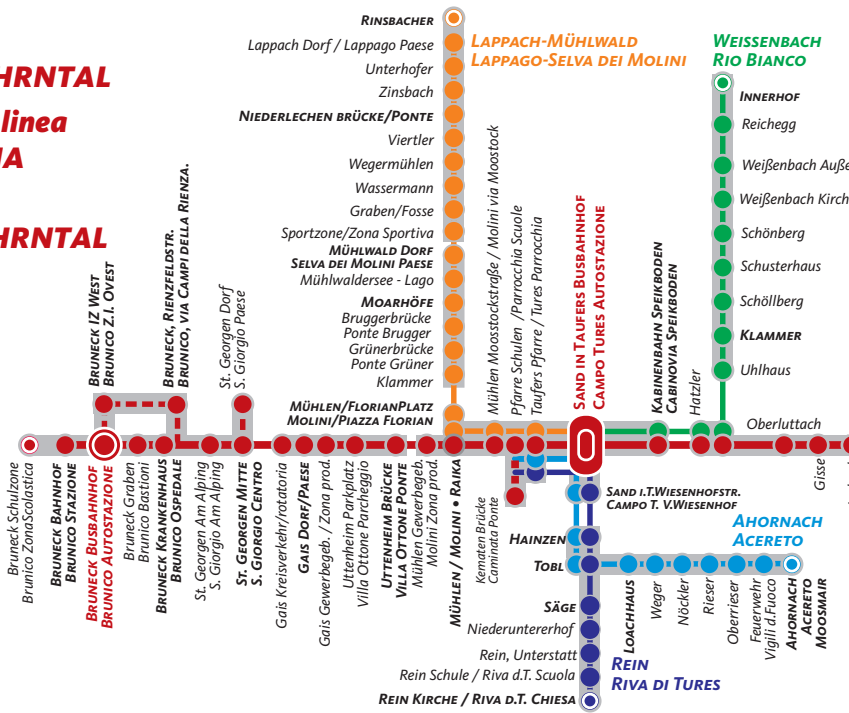 HRNTAL
linea
IA
HRNTAL
RINSBACHER
Lappach Dorf / Lappago Paese
Unterhofer
Zinsbach
NIEDERLECHEN BRÜCKE/PONTE
Viertler
Wegermühlen
Wassermann
Graben/Fosse
Sportzone/Zona Sportiva
MÜHLWALD DORF
SELVA DEI MOLINI PAESE
Mühlwaldersee - Lago
MOARHÖFE
Bruggerbrücke
Ponte Brugger
Grünerbrücke
Ponte Grüner
Klammer
MÜHLEN/FLORIANPLATZ
MOLINI/PIAZZA FLORIAN
LAPPACH-MÜHLWALD
LAPPAGO-SELVA DEI MOLINI
WEISSENBACH
RIO BIANCO
INNERHOF
Reichegg
Weißenbach Auße
Weißenbach Kirch
Schönberg
Schusterhaus
Schöllberg
KLAMMER
Uhlhaus
Oberluttach
BRUNECK IZ WEST
BRUNICO Z.I. OVEST
BRUNECK, RIENZFELDSTR.
BRUNICO, VIA CAMPI DELLA RIENZA.
St. Georgen Dorf
S. Giorgio Paese
Mühlen Moosstockstraße / Molini via Moostock
Pfarre Schulen /Parrocchia Scuole
Taufers Pfarre / Tures Parrocchia
SAND IN TAUFERS BUSBAHNHOF
CAMPO TURES AUTOSTAZIONE
KABINENBAHN SPEIKBODEN
CABINOVIA SPEIKBODEN
Hatzler
Bruneck Schulzone
Brunico ZonaScolastica
BRUNECK BAHNHOF
BRUNICO STAZIONE
BRUNECK BUSBAHNHOF
BRUNICO AUTOSTAZIONE
Bruneck Graben
Brunico Bastioni
BRUNECK KRANKENHAUS
BRUNICO OSPEDALE
St. Georgen Am Alping
S. Giorgio Am Alping
ST. GEORGEN MITTE
S. GIORGIO CENTRO
Gais Kreisverkehr/rotatoria
GAIS DORF/PAESE
Gais Gewerbegeb. / Zona prod.
Uttenheim Parkplatz
Villa Ottone Parcheggio
UTTENHEIM BRÜCKE
VILLA OTTONE PONTE
Mühlen Gewerbegeb.
Molini Zona prod.
MÜHLEN / MOLINI • RAIKA
Kematen Brücke
Caminata Ponte
Gisse
SAND I.T.WIESENHOFSTR.
CAMPO T. V.WIESENHOF
HAINZEN
TOBL
SÄGE
Niederuntererhof
Rein, Unterstatt
Rein Schule / Riva d.T. Scuola
REIN KIRCHE / RIVA D.T. CHIESA
REIN
RIVA DI TURES
AHORNACH
ACERETO
LOACHHAUS
Weger
Nöckler
Rieser
Oberrieser
Feuerwehr
Vigili d.Fuoco
AHORNACH
ACERETO
MOOSMAIR